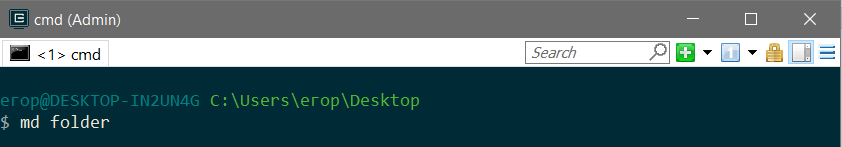 cmd (Admin)
<1> cmd
Search
erop@DESKTOP-IN2UN4G C:\Users\erop\Desktop
$ md folder